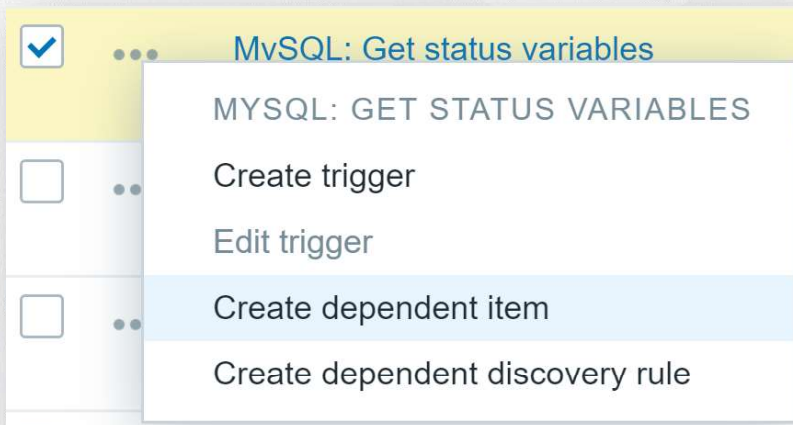 MySQL: Get status variables
MYSQL: GET STATUS VARIABLES
Create trigger
Edit trigger
Create dependent item
Create dependent discovery rule